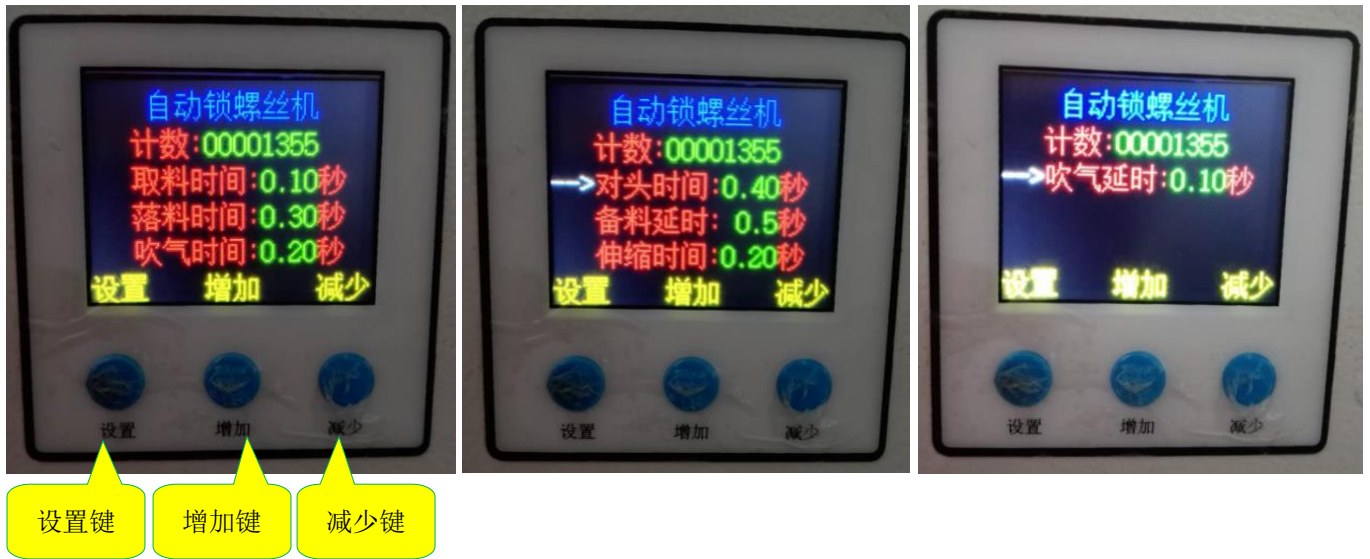 自动锁螺丝机
计数:00001355
取料时间:0.10秒
落料时间:0.30秒
吹气时间:0.20秒
设置 增加 减少
设置 增加 减少
设置键 增加键 减少键
自动锁螺丝机
计数:00001355
-->对头时间:0.40秒
备料延时: 0.5秒
伸缩时间:0.20秒
设置 增加 减少
设置 增加 减少
自动锁螺丝机
计数:00001355
-->吹气延时:0.10秒
设置 增加 减少
设置 增加 减少